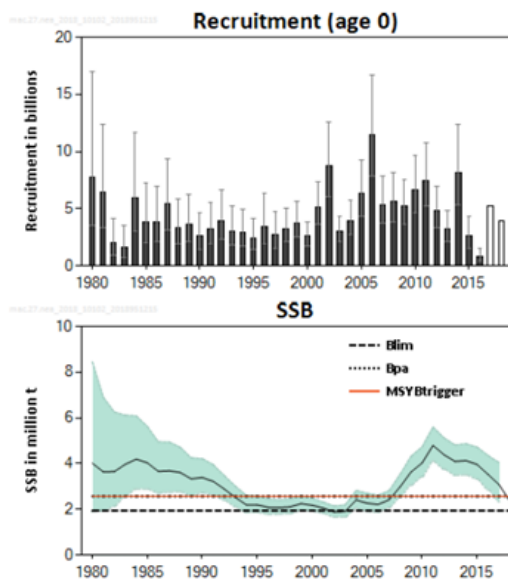 Recruitment (age 0)
Recruitment in billions
20
15
10
5
0
1980 1985 1990 1995 2000 2005 2010 2015
SSB
SSB in million t
10
8
6
4
2
0
Blim
Bpa
MSYBtrigger
1980 1985 1990 1995 2000 2005 2010 2015